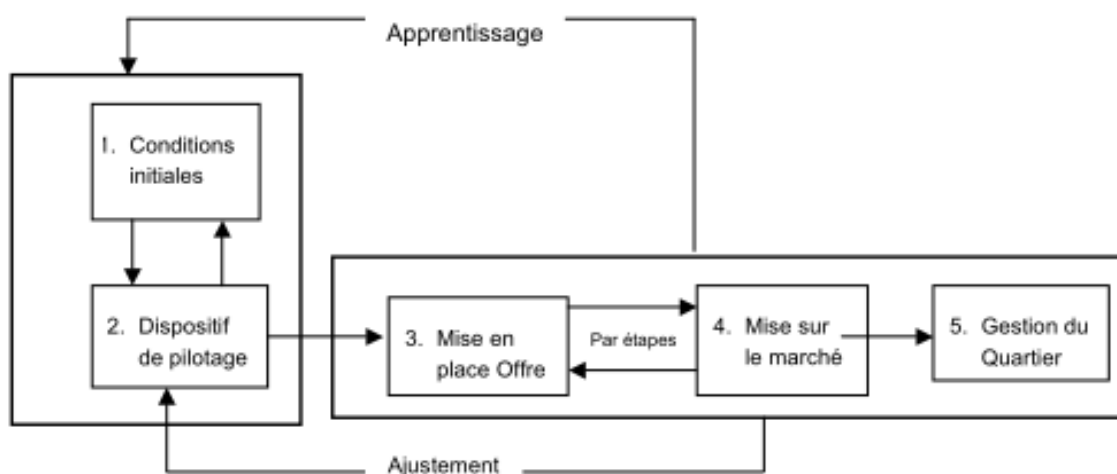 Apprentissage
1. Conditions
initiales
2. Dispositif
de pilotage
3. Mise en
place Offre
Par étapes
4. Mise sur
le marché
5. Gestion du
Quartier
Ajustement